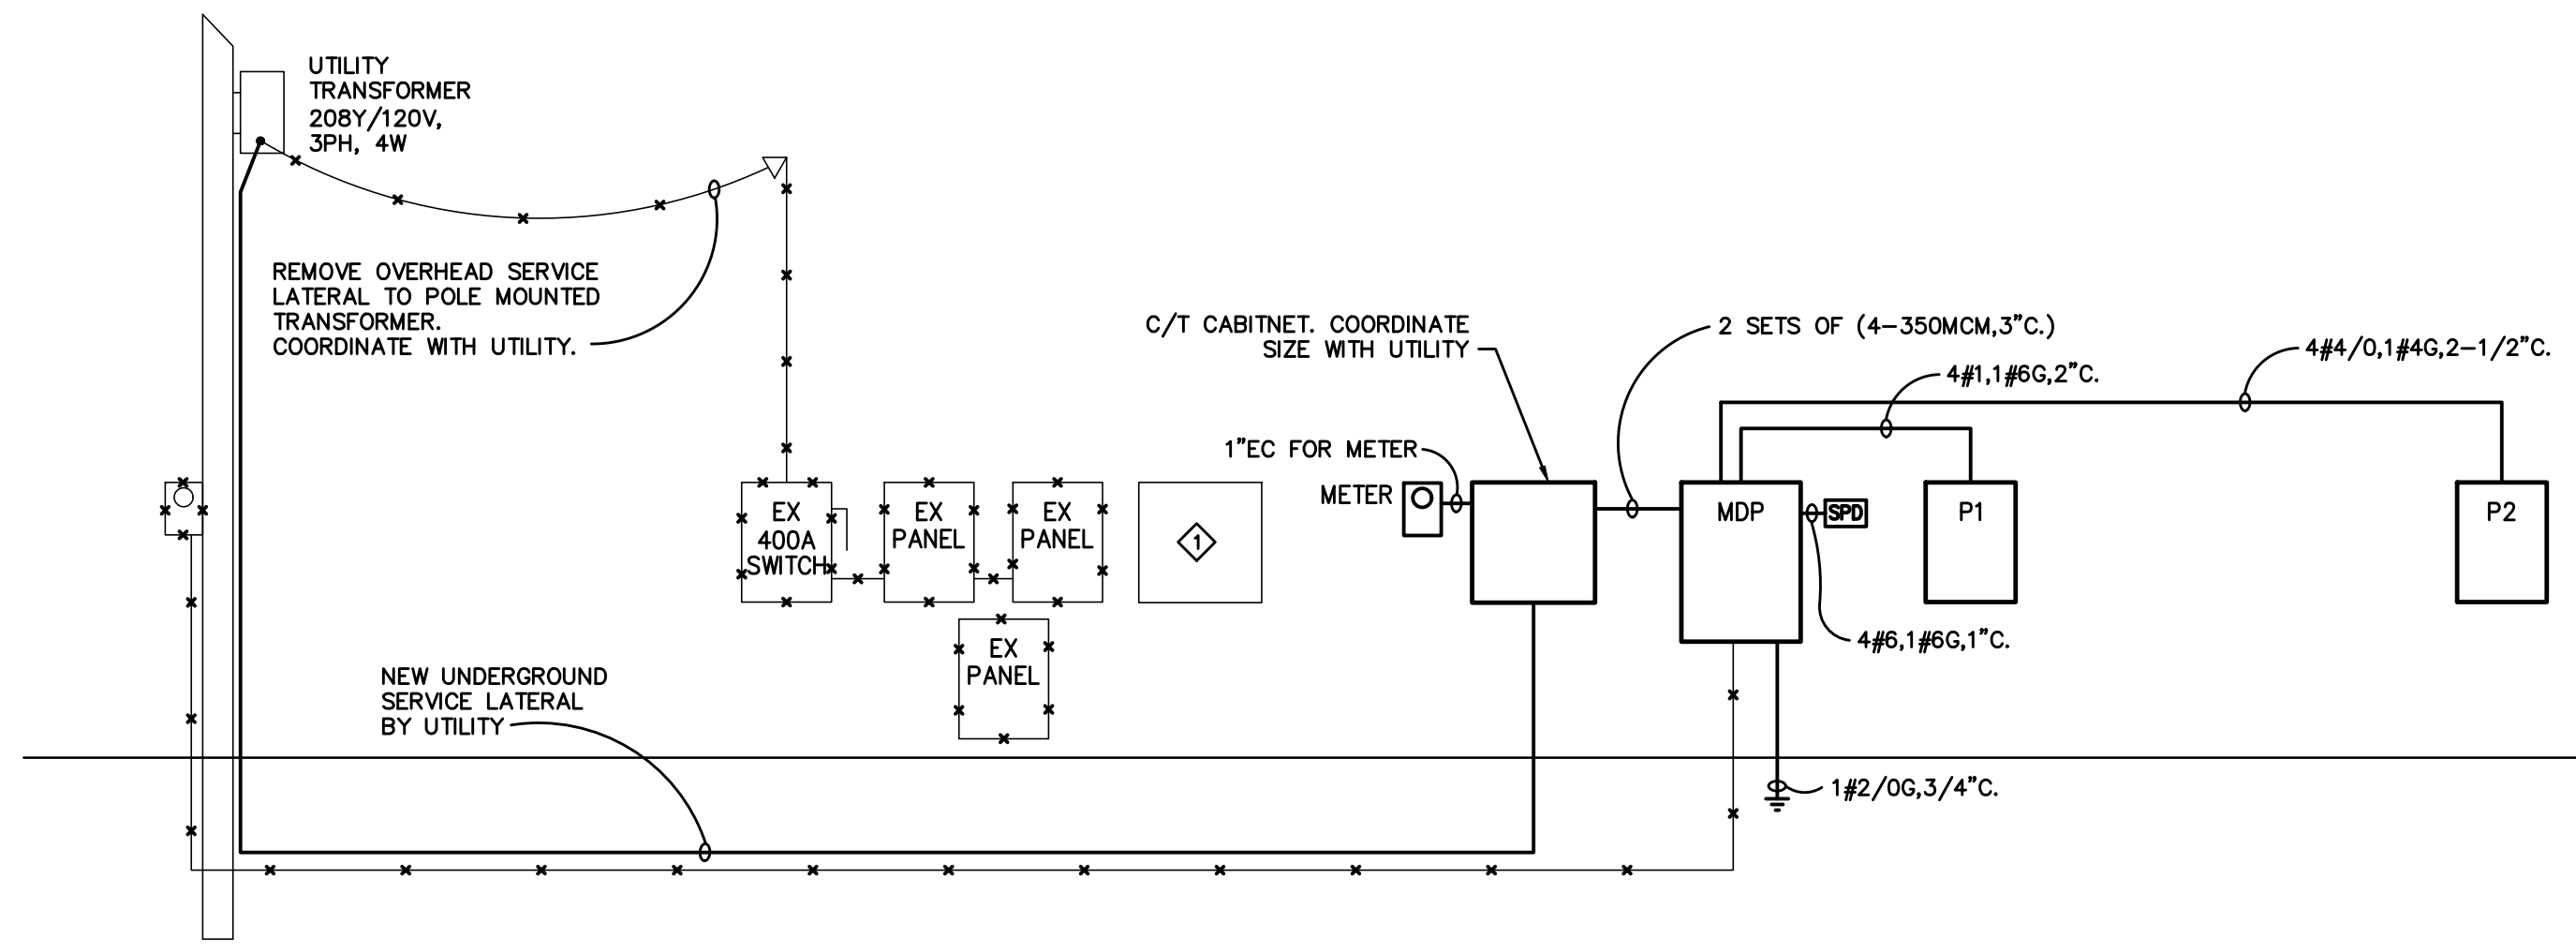 UTILITY
TRANSFORMER
208Y/120V,
3PH, 4W
REMOVE OVERHEAD SERVICE
LATERAL TO POLE MOUNTED
TRANSFORMER.
COORDINATE WITH UTILITY.
C/T CABITNET. COORDINATE
SIZE WITH UTILITY
2 SETS OF (4-350MCM,3"C.)
4#4/0,1#4G,2-1/2"C.
4#1,1#6G,2"C.
1"EC FOR METER
METER
EX
400A
SWITCH
EX
PANEL
EX
PANEL
1
MDP
SPD
P1
P2
EX
PANEL
4#6,1#6G,1"C.
NEW UNDERGROUND
SERVICE LATERAL
BY UTILITY
1#2/0G,3/4"C.